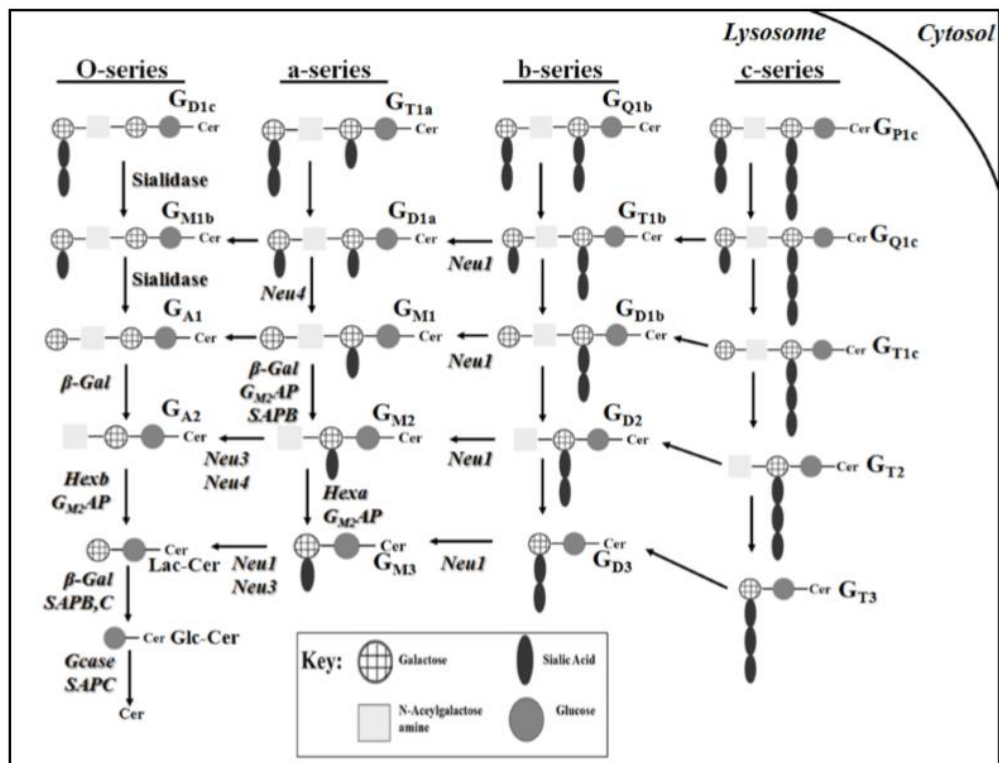 Lysosome
Cytosol
O-series
a-series
b-series
c-series
GD1c
Cer
GT1a
Cer
GQ1b
Cer
Cer GP1c
Sialidase
GM1b
Cer
GD1a
Cer
GT1b
Cer
Cer GQ1c
Neu1
Sialidase
Neu4
GA1
Cer
GM1
Cer
GD1b
Cer
Cer GT1c
Neu1
β-Gal
β-Gal
GM2AP
SAPB
GA2
Cer
GM2
Cer
GD2
Cer
Cer GT2
Neu3
Neu4
Neu1
Hexb
GM2AP
Hexa
GM2AP
Cer
Lac-Cer
Cer
GM3
Cer
GD3
Cer GT3
Neu1
Neu3
Neu1
β-Gal
SAPB,C
Cer Glc-Cer
Gcase
SAPC
Cer
Key:
Galactose
Sialic Acid
N-Aceylgalactose
amine
Glucose